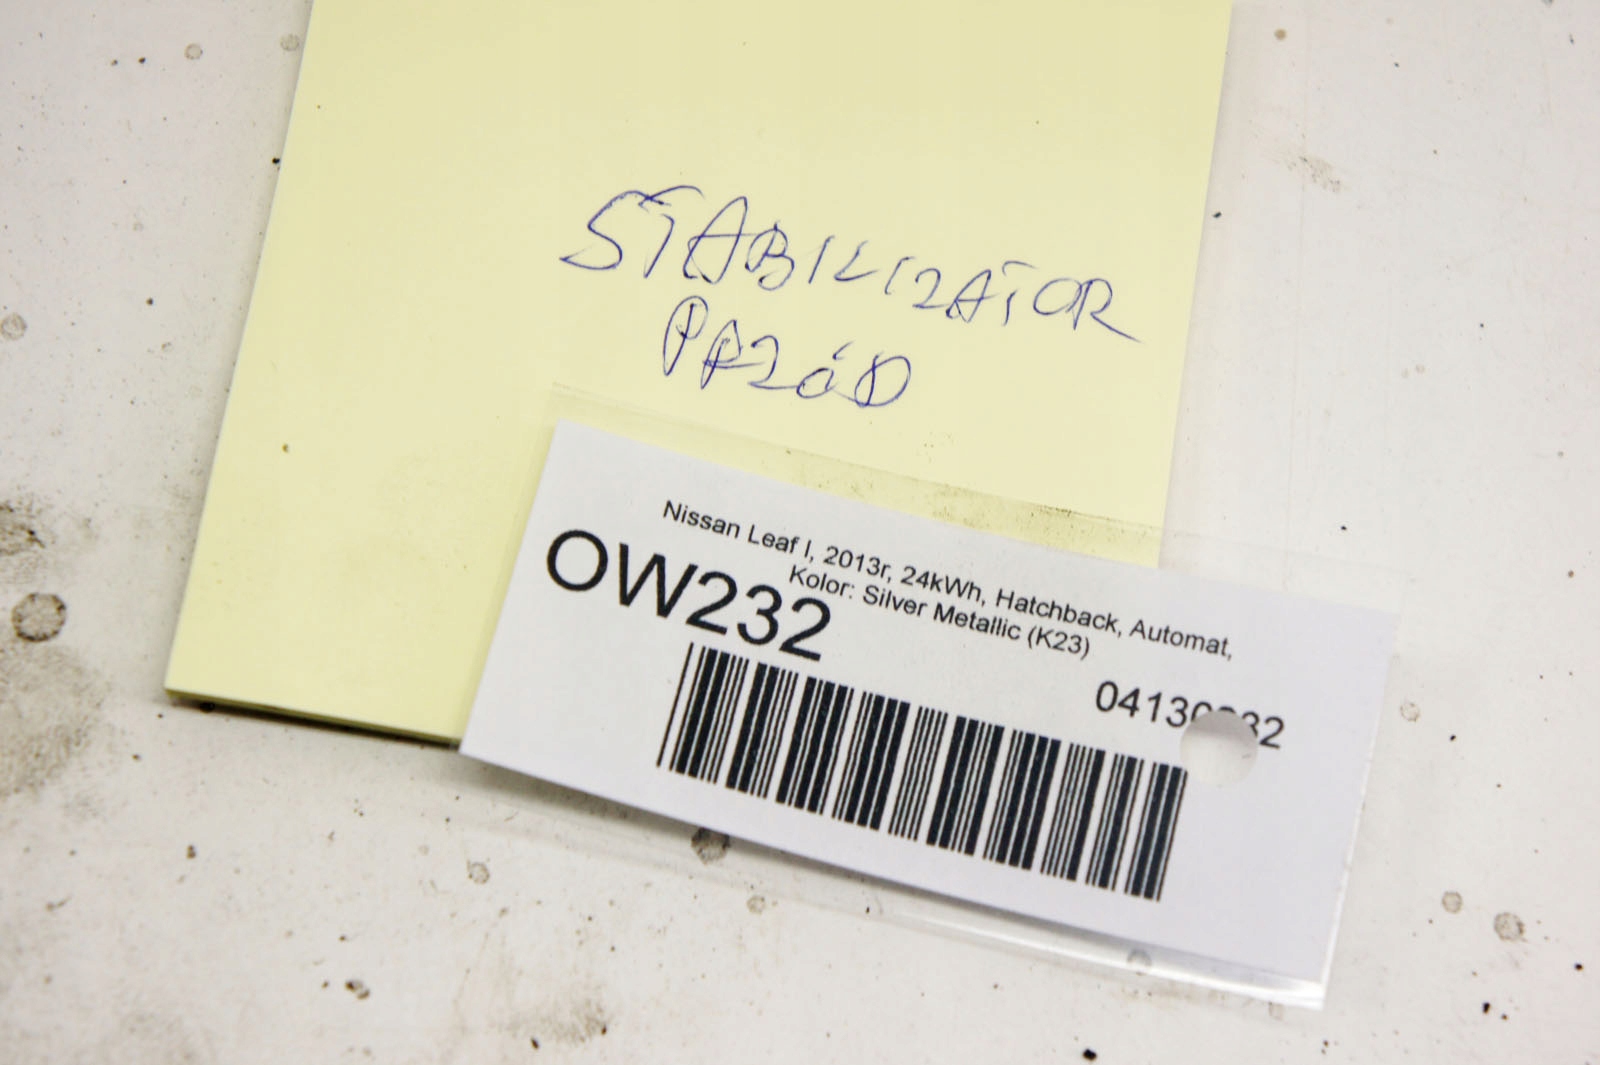 STABILIZATOR
PRZÓD
Nissan Leaf I, 2013r, 24kWh, Hatchback, Automat,
Kolor: Silver Metallic (K23)
OW232